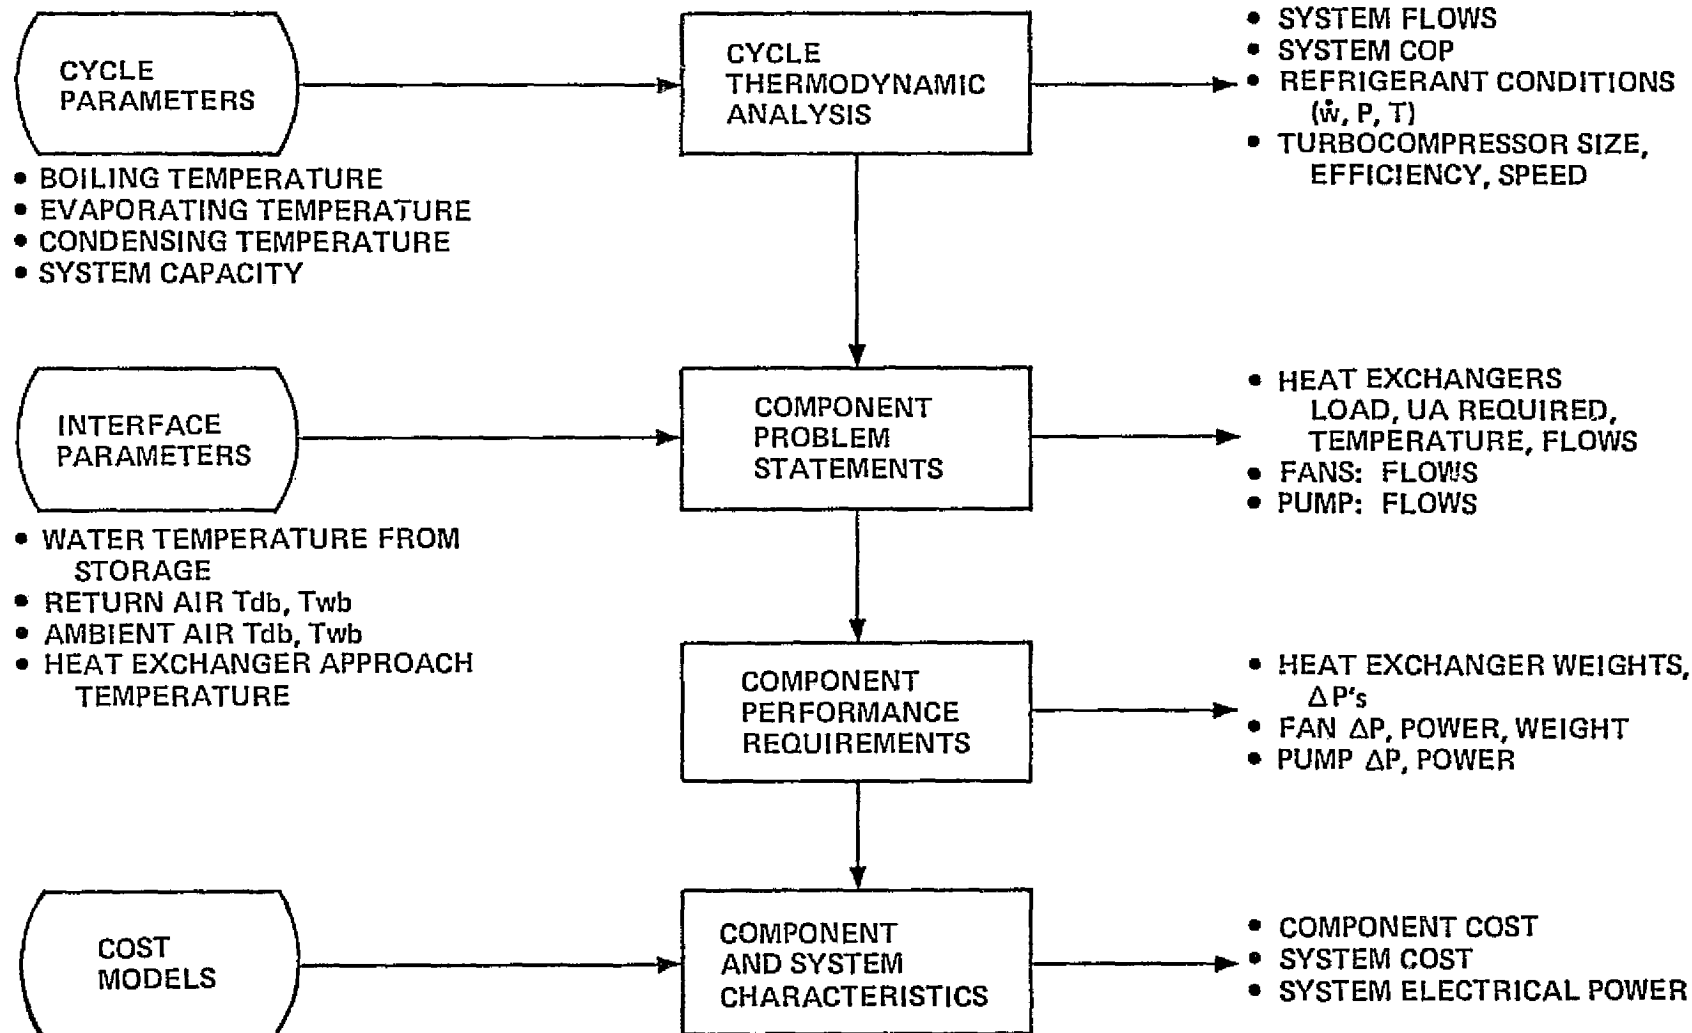 CYCLE
PARAMETERS
• BOILING TEMPERATURE
• EVAPORATING TEMPERATURE
• CONDENSING TEMPERATURE
• SYSTEM CAPACITY
CYCLE
THERMODYNAMIC
ANALYSIS
• SYSTEM FLOWS
• SYSTEM COP
• REFRIGERANT CONDITIONS
(ẇ, P, T)
• TURBOCOMPRESSOR SIZE,
EFFICIENCY, SPEED
INTERFACE
PARAMETERS
• WATER TEMPERATURE FROM
STORAGE
• RETURN AIR Tdb, Twb
• AMBIENT AIR Tdb, Twb
• HEAT EXCHANGER APPROACH
TEMPERATURE
COMPONENT
PROBLEM
STATEMENTS
• HEAT EXCHANGERS
LOAD, UA REQUIRED,
TEMPERATURE, FLOWS
• FANS: FLOWS
• PUMP: FLOWS
COMPONENT
PERFORMANCE
REQUIREMENTS
• HEAT EXCHANGER WEIGHTS,
ΔP's
• FAN ΔP, POWER, WEIGHT
• PUMP ΔP, POWER
COST
MODELS
COMPONENT
AND SYSTEM
CHARACTERISTICS
• COMPONENT COST
• SYSTEM COST
• SYSTEM ELECTRICAL POWER